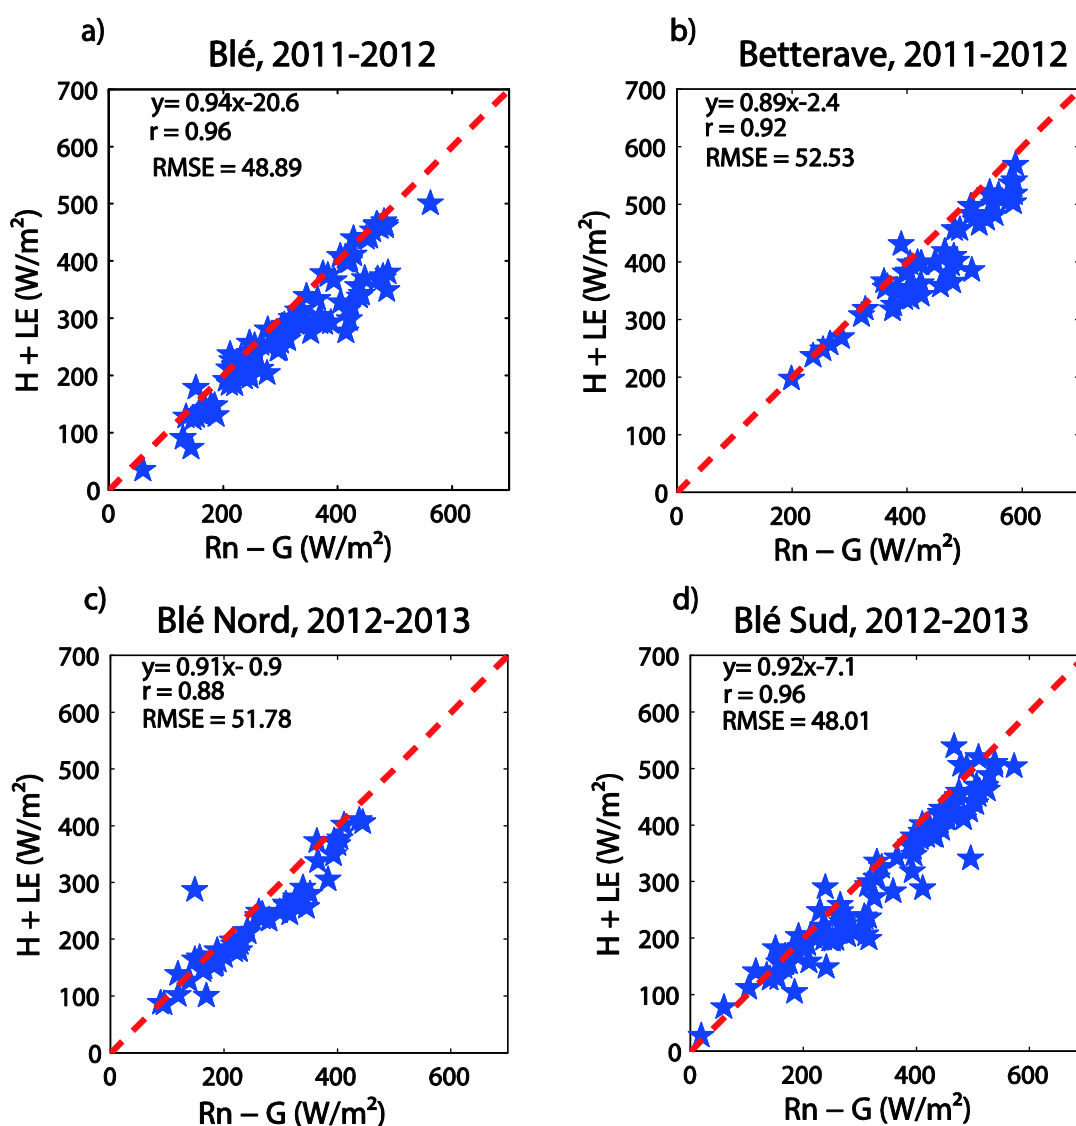 a)
Blé, 2011-2012
y= 0.94x-20.6
r = 0.96
RMSE = 48.89
700
600
500
400
300
200
100
0
H + LE (W/m²)
0 200 400 600
Rn – G (W/m²)
b)
Betterave, 2011-2012
y= 0.89x-2.4
r = 0.92
RMSE = 52.53
700
600
500
400
300
200
100
0
H + LE (W/m²)
0 200 400 600
Rn – G (W/m²)
c)
Blé Nord, 2012-2013
y= 0.91x- 0.9
r = 0.88
RMSE = 51.78
700
600
500
400
300
200
100
0
H + LE (W/m²)
0 200 400 600
Rn – G (W/m²)
d)
Blé Sud, 2012-2013
y= 0.92x-7.1
r = 0.96
RMSE = 48.01
700
600
500
400
300
200
100
0
H + LE (W/m²)
0 200 400 600
Rn – G (W/m²)